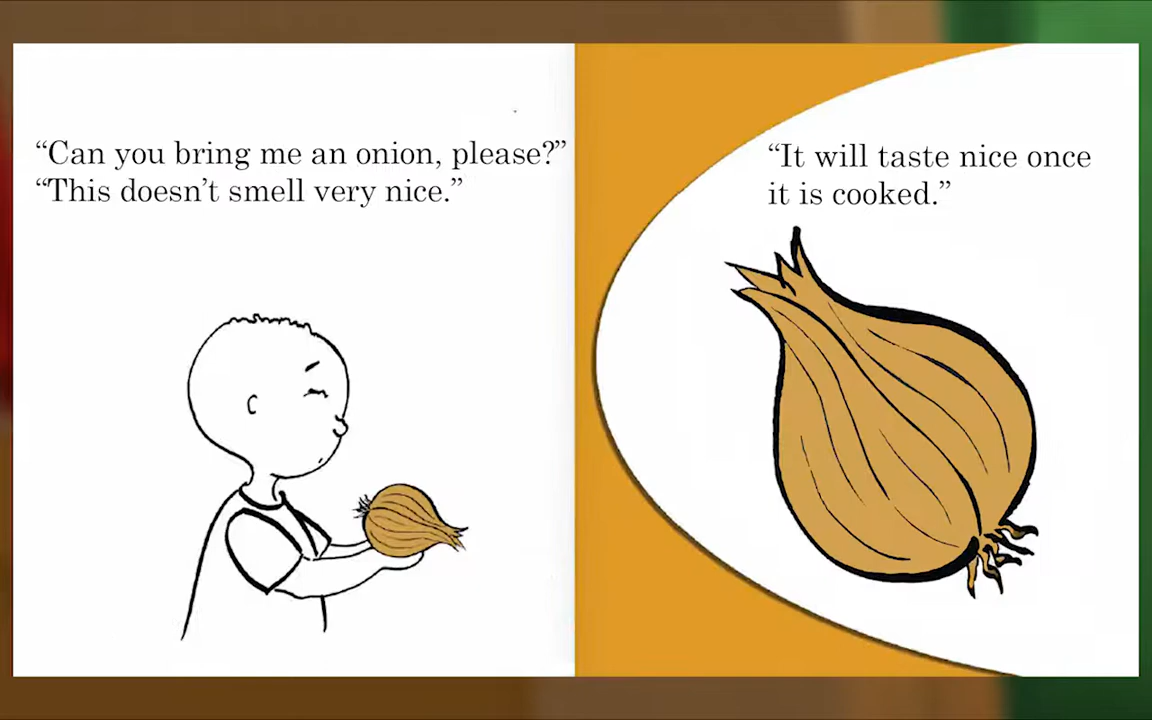 “Can you bring me an onion, please?”
“This doesn’t smell very nice.”
“It will taste nice once
it is cooked.”